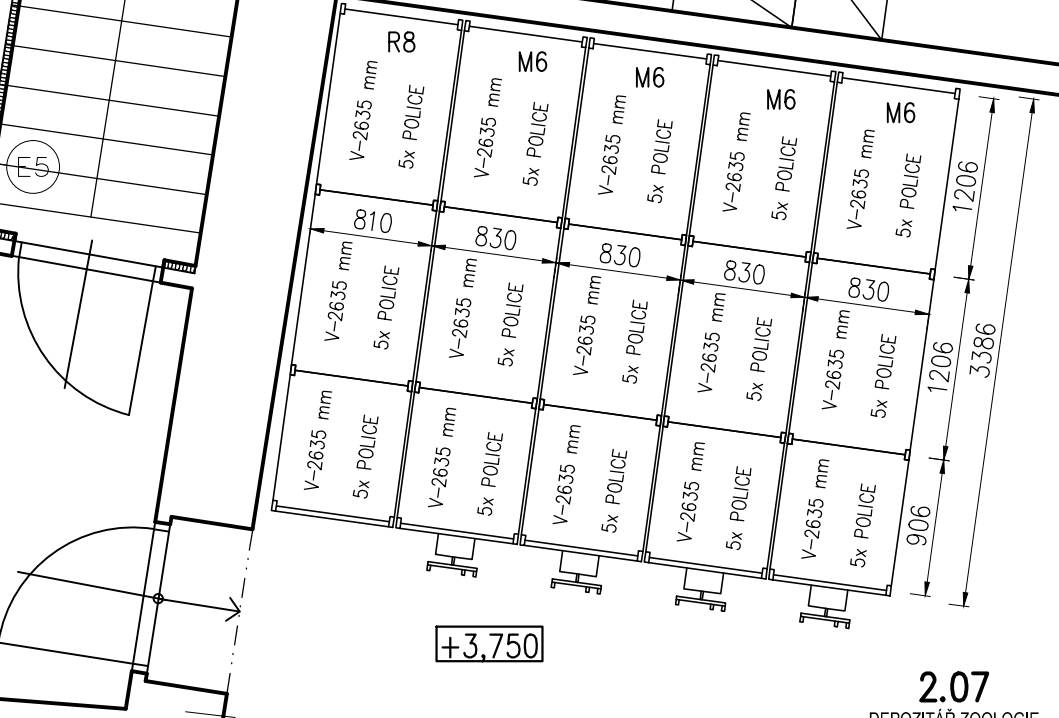 R8
M6
M6
M6
M6
V-2635 mm
5x POLICE
V-2635 mm
5x POLICE
V-2635 mm
5x POLICE
V-2635 mm
5x POLICE
V-2635 mm
5x POLICE
1206
E5
810
830
830
830
830
V-2635 mm
5x POLICE
V-2635 mm
5x POLICE
V-2635 mm
5x POLICE
V-2635 mm
5x POLICE
V-2635 mm
5x POLICE
1206
3386
V-2635 mm
5x POLICE
V-2635 mm
5x POLICE
V-2635 mm
5x POLICE
V-2635 mm
5x POLICE
V-2635 mm
5x POLICE
906
+3,750
2.07
DEPOZITÁŘ ZOOLOGIE